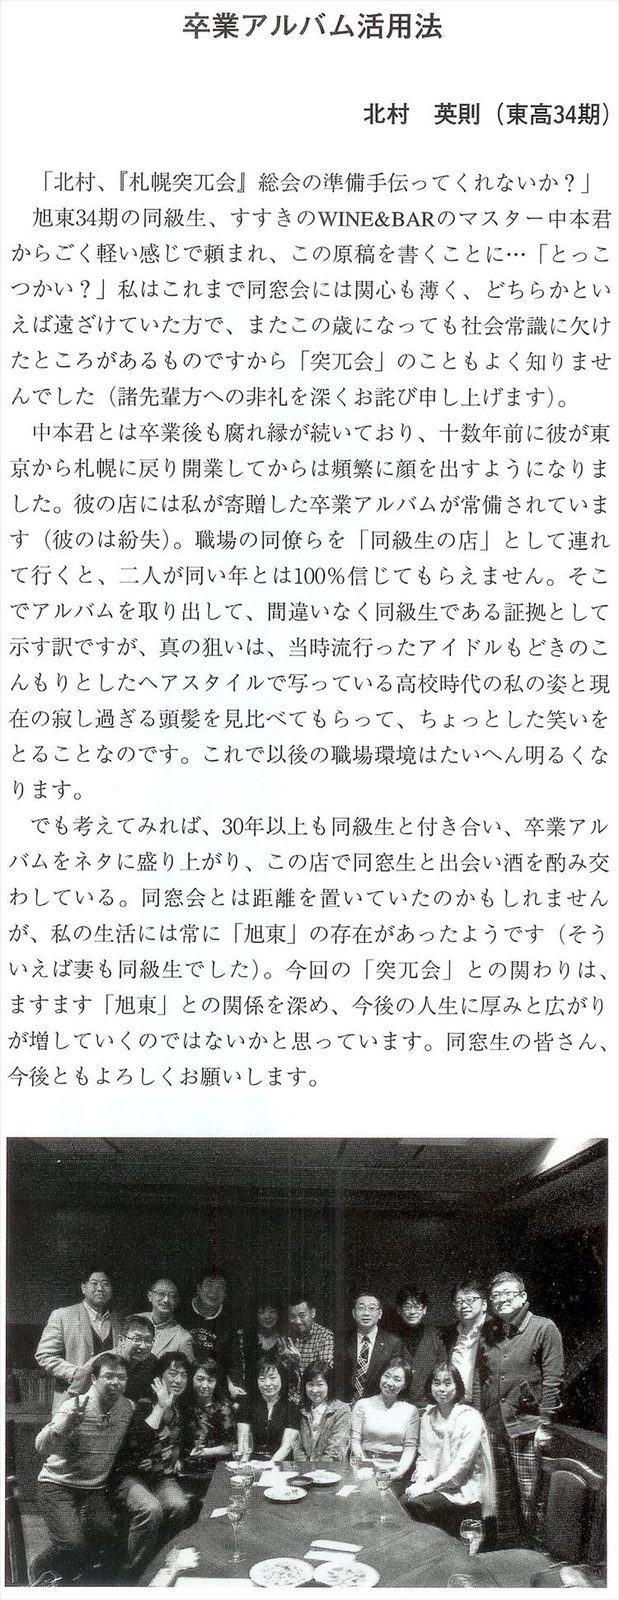 卒業アルバム活用法
北村　英則（東高34期）
「北村、『札幌突兀会』総会の準備手伝ってくれないか？」
旭東34期の同級生、すすきのWINE&BARのマスター中本君
からごく軽い感じで頼まれ、この原稿を書くことに…「とっこ
つかい？」私はこれまで同窓会には関心も薄く、どちらかとい
えば遠ざけていた方で、またこの歳になっても社会常識に欠け
たところがあるものですから「突兀会」のこともよく知りませ
んでした（諸先輩方への非礼を深くお詫び申し上げます）。
中本君とは卒業後も腐れ縁が続いており、十数年前に彼が東
京から札幌に戻り開業してからは頻繁に顔を出すようになりま
した。彼の店には私が寄贈した卒業アルバムが常備されていま
す（彼のは紛失）。職場の同僚らを「同級生の店」として連れ
て行くと、二人が同い年とは100％信じてもらえません。そこ
でアルバムを取り出して、間違いなく同級生である証拠として
示す訳ですが、真の狙いは、当時流行ったアイドルもどきのこ
んもりとしたヘアスタイルで写っている高校時代の私の姿と現
在の寂し過ぎる頭髪を見比べてもらって、ちょっとした笑いを
とることなのです。これで以後の職場環境はたいへん明るくな
ります。
でも考えてみれば、30年以上も同級生と付き合い、卒業アル
バムをネタに盛り上がり、この店で同窓生と出会い酒を酌み交
わしている。同窓会とは距離を置いていたのかもしれません
が、私の生活には常に「旭東」の存在があったようです（そう
いえば妻も同級生でした）。今回の「突兀会」との関わりは、
ますます「旭東」との関係を深め、今後の人生に厚みと広がり
が増していくのではないかと思っています。同窓生の皆さん、
今後ともよろしくお願いします。